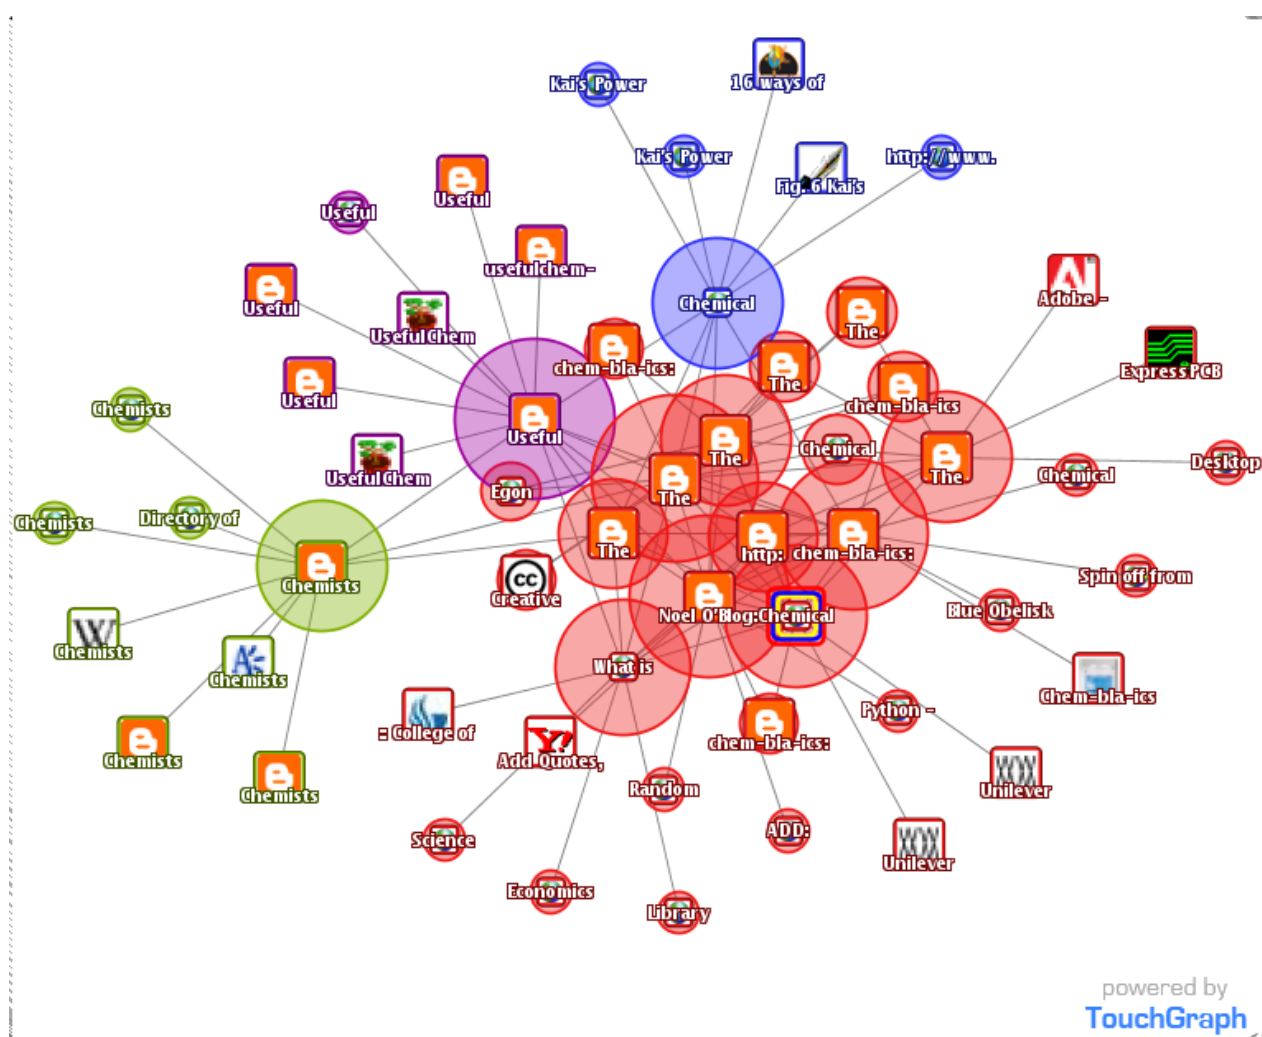 Kai's Power
16 ways of
Kai's Power
http://www.
Fig. 6 Kai's
Useful
Useful
usefulchem-
Useful
Chemical
Adobe -
UsefulChem
The
ExpressPCB
chem-bla-ics:
The
Useful
chem-bla-ics
Chemists
Useful
The
Chemical
Desktop
UsefulChem
The
Chemical
Egon
The
Chemists
Directory of
The
http:
chem-bla-ics:
Spin off from
Chemists
Creative
Noel O'Blog:
Chemical
Blue Obelisk
Chemists
What is
Chemists
Chem-bla-ics
Python -
: College of
chem-bla-ics:
Chemists
Add Quotes,
Random
Unilever
Chemists
ADD:
Science
Unilever
Economics
Library
powered by
TouchGraph